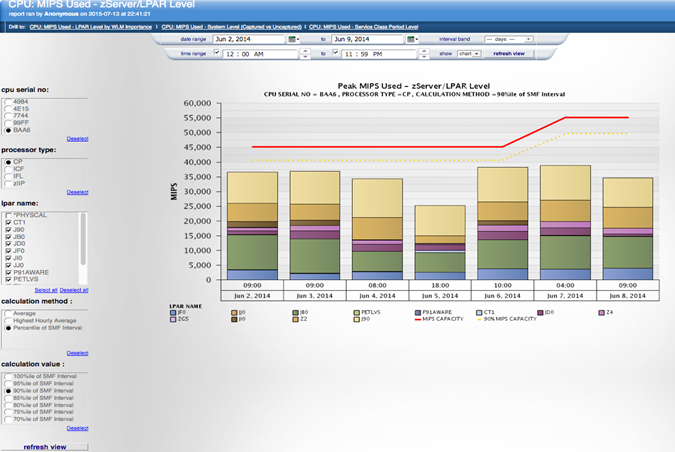 CPU: MIPS Used - zServer/LPAR Level
report ran by Anonymous on 2015-07-13 at 22:41:21
Drill to: CPU: MIPS Used - LPAR Level by WLM Importance | CPU: MIPS Used - System Level (Captured vs Uncaptured) | CPU: MIPS Used - Service Class Period Level
date range Jun 2, 2014 to Jun 9, 2014 interval band --- days ---
time range 12 : 00 AM to 11 : 59 PM show chart refresh view
cpu serial no:
4984
4E15
7744
99FF
BAA6
Deselect
processor type:
CP
ICF
IFL
zIIP
Deselect
lpar name:
*PHYSCAL
CT1
J90
JB0
JD0
JF0
JI0
JJ0
P91AWARE
PETLVS
Select all Deselect all
calculation method :
Average
Highest Hourly Average
Percentile of SMF Interval
Deselect
calculation value :
100%ile of SMF Interval
95%ile of SMF Interval
90%ile of SMF Interval
85%ile of SMF Interval
80%ile of SMF Interval
75%ile of SMF Interval
70%ile of SMF Interval
Deselect
refresh view
Peak MIPS Used - zServer/LPAR Level
CPU SERIAL NO = BAA6 , PROCESSOR TYPE =CP , CALCULATION METHOD = 90%ile of SMF Interval
MIPS
60,000
55,000
50,000
45,000
40,000
35,000
30,000
25,000
20,000
15,000
10,000
5,000
0
09:00 09:00 08:00 18:00 10:00 04:00 09:00
Jun 2, 2014 Jun 3, 2014 Jun 4, 2014 Jun 5, 2014 Jun 6, 2014 Jun 7, 2014 Jun 8, 2014
LPAR NAME
JF0 JJ0 JB0 PETLVS P91AWARE CT1 JD0 Z4
ZG5 JI0 Z2 J90 MIPS CAPACITY 90% MIPS CAPACITY